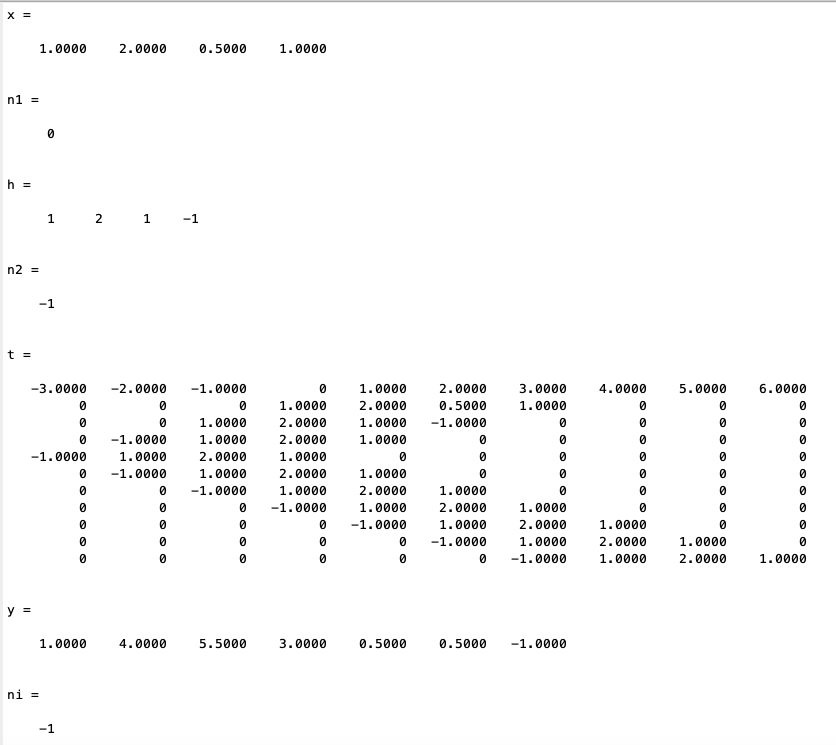 x =
1.0000 2.0000 0.5000 1.0000
n1 =
0
h =
1 2 1 -1
n2 =
-1
t =
-3.0000 -2.0000 -1.0000 0 1.0000 2.0000 3.0000 4.0000 5.0000 6.0000
0 0 0 1.0000 2.0000 0.5000 1.0000 0 0 0
0 0 1.0000 2.0000 1.0000 -1.0000 0 0 0 0
0 -1.0000 1.0000 2.0000 1.0000 0 0 0 0 0
-1.0000 1.0000 2.0000 1.0000 0 0 0 0 0 0
0 -1.0000 1.0000 2.0000 1.0000 0 0 0 0 0
0 0 -1.0000 1.0000 2.0000 1.0000 0 0 0 0
0 0 0 -1.0000 1.0000 2.0000 1.0000 0 0 0
0 0 0 0 -1.0000 1.0000 2.0000 1.0000 0 0
0 0 0 0 0 -1.0000 1.0000 2.0000 1.0000 0
0 0 0 0 0 0 -1.0000 1.0000 2.0000 1.0000
y =
1.0000 4.0000 5.5000 3.0000 0.5000 0.5000 -1.0000
ni =
-1